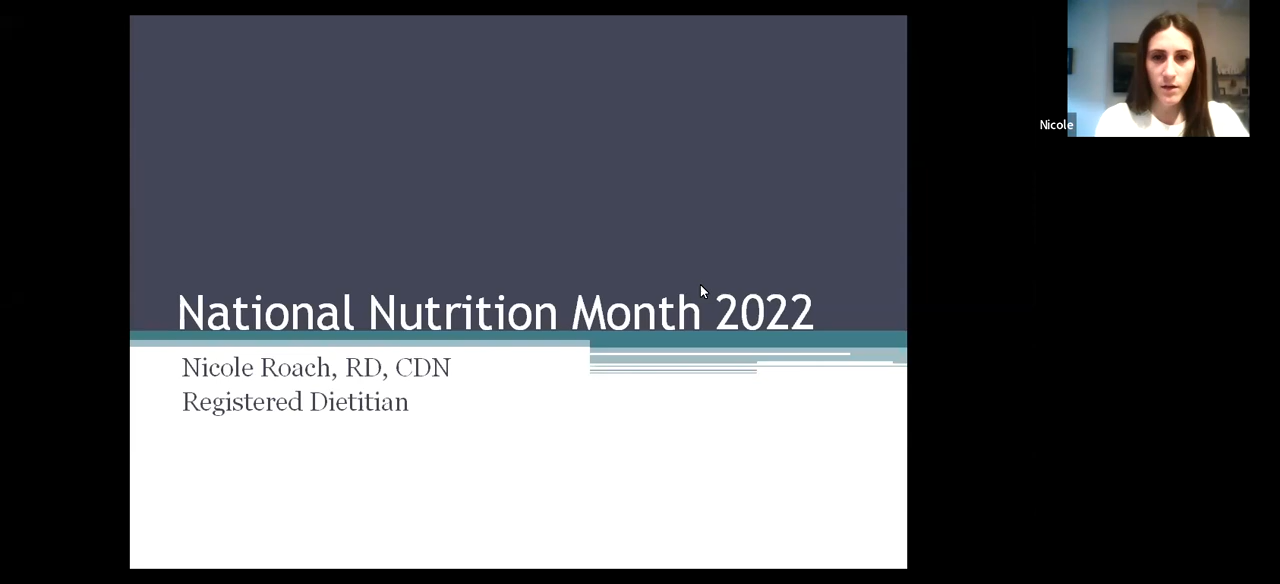 National Nutrition Month 2022
Nicole Roach, RD, CDN
Registered Dietitian
Nicole